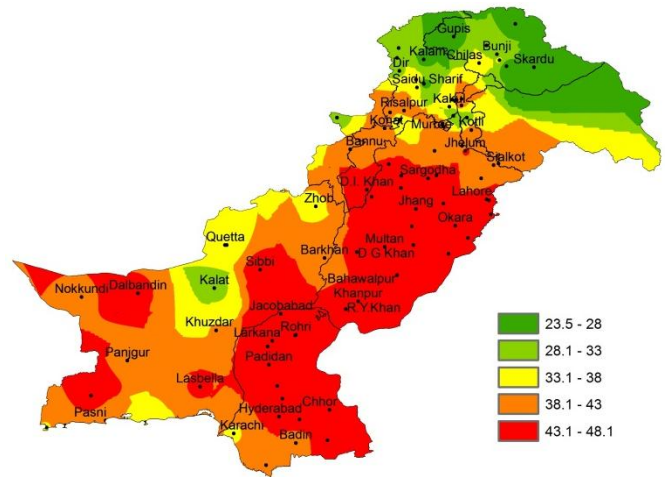 Gupis
Kalam
Chilas
Bunji
Dir
Skardu
Saidu Sharif
Kakul
Risalpur
Kohat
Kotli
Bannu
Jhelum
Sialkot
D.I. Khan
Sargodha
Zhob
Lahore
Jhang
Okara
Quetta
Multan
Barkhan
D G Khan
Sibbi
Kalat
Bahawalpur
Nokkundi
Dalbandin
Khanpur
Jacobabad
R.Y.Khan
Khuzdar
Rohri
Larkana
Panjgur
Padidan
Lasbella
Pasni
Hyderabad
Chhor
Karachi
Badin
23.5 - 28
28.1 - 33
33.1 - 38
38.1 - 43
43.1 - 48.1